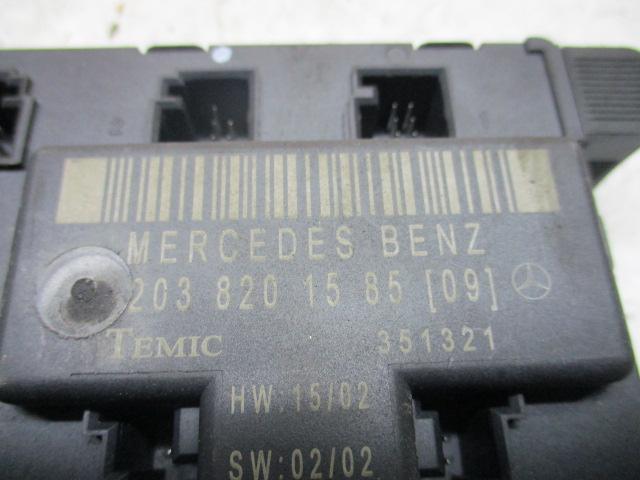 MERCEDES BENZ
203 820 15 85 [09]
TEMIC 351321
HW:15/02
SW:02/02